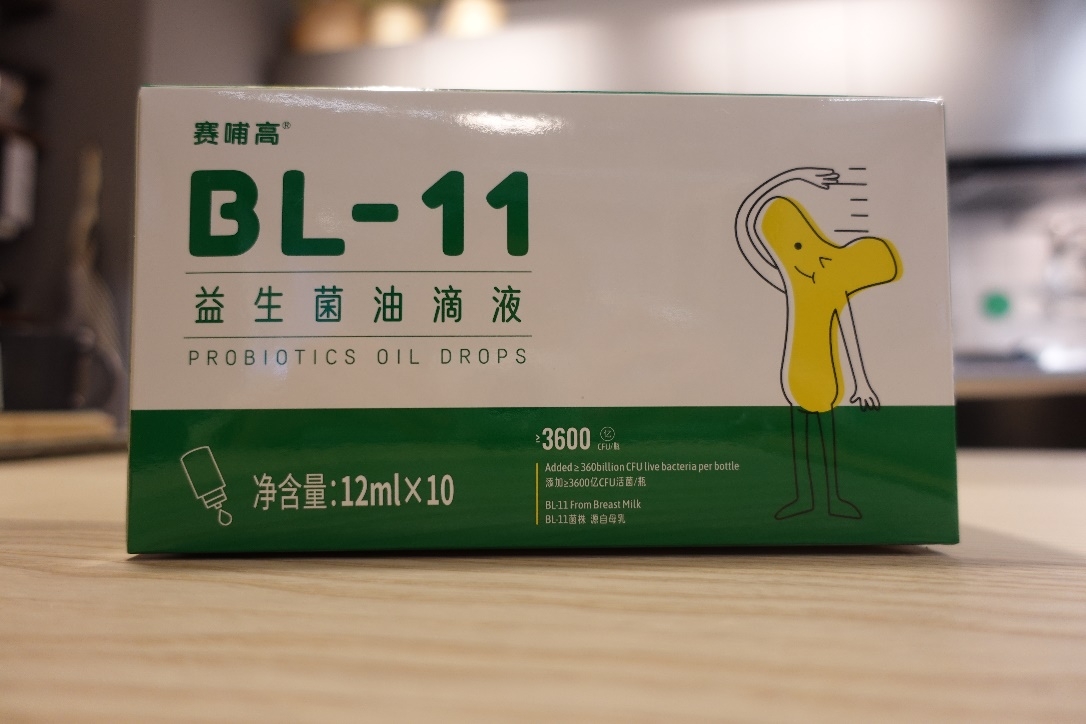 赛哺高®
BL-11
益生菌油滴液
PROBIOTICS OIL DROPS
净含量:12ml×10
≥3600 亿 CFU/瓶
Added ≥ 360billion CFU live bacteria per bottle
添加≥3600亿CFU活菌/瓶
BL-11 From Breast Milk
BL-11菌株 源自母乳